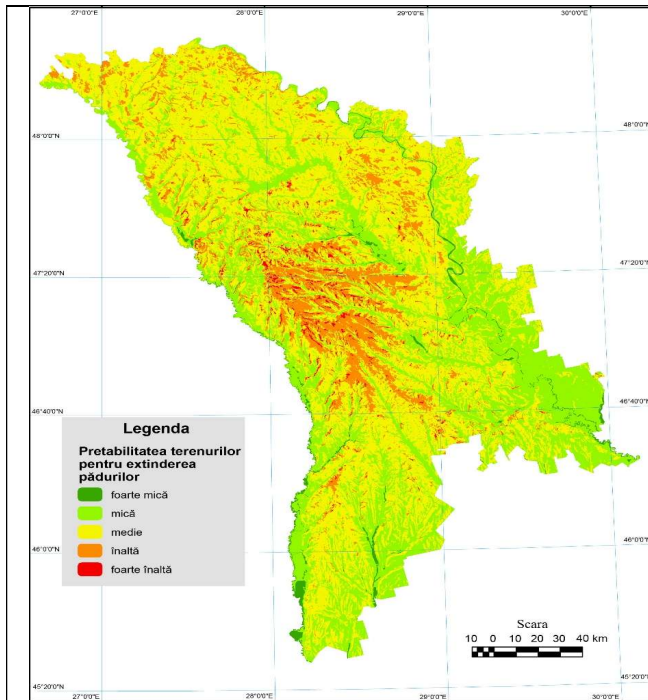 27°0'0"E 28°0'0"E 29°0'0"E 30°0'0"E
48°0'0"N
48°0'0"N
47°20'0"N
47°20'0"N
46°40'0"N
46°40'0"N
Legenda
Pretabilitatea terenurilor
pentru extinderea
pădurilor
foarte mică
mică
medie
înaltă
foarte înaltă
46°0'0"N
46°0'0"N
Scara
10 0 10 20 30 40 km
45°20'0"N
45°20'0"N
27°0'0"E 28°0'0"E 29°0'0"E 30°0'0"E